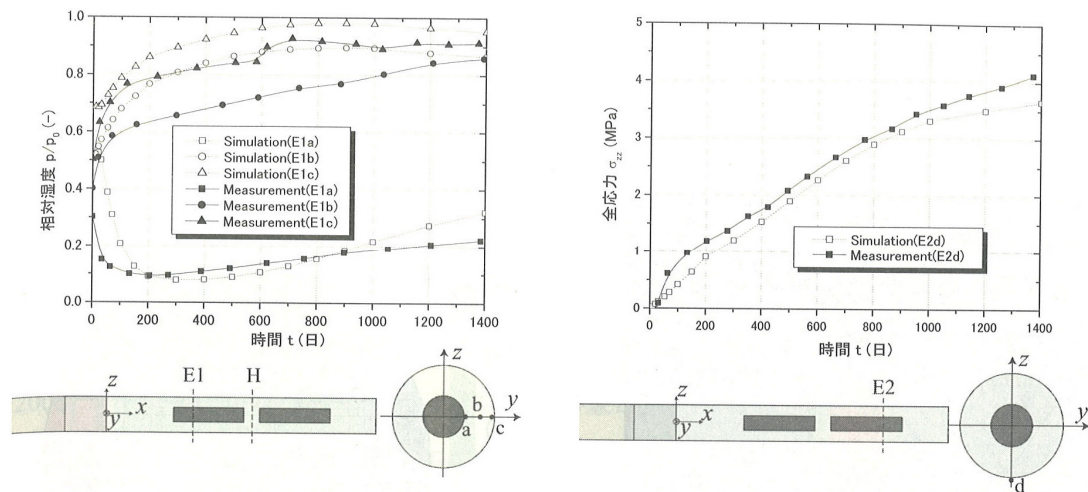 1.0
0.8
0.6
0.4
0.2
0.0
相対湿度 p/p₀ (-)
Simulation(E1a)
Simulation(E1b)
Simulation(E1c)
Measurement(E1a)
Measurement(E1b)
Measurement(E1c)
0 200 400 600 800 1000 1200 1400
時間 t(日)
E1 H
z
y x
z
y
a b c
5
4
3
2
1
0
全応力 σzz (MPa)
Simulation(E2d)
Measurement(E2d)
0 200 400 600 800 1000 1200 1400
時間 t(日)
E2
z
y x
z
y
d